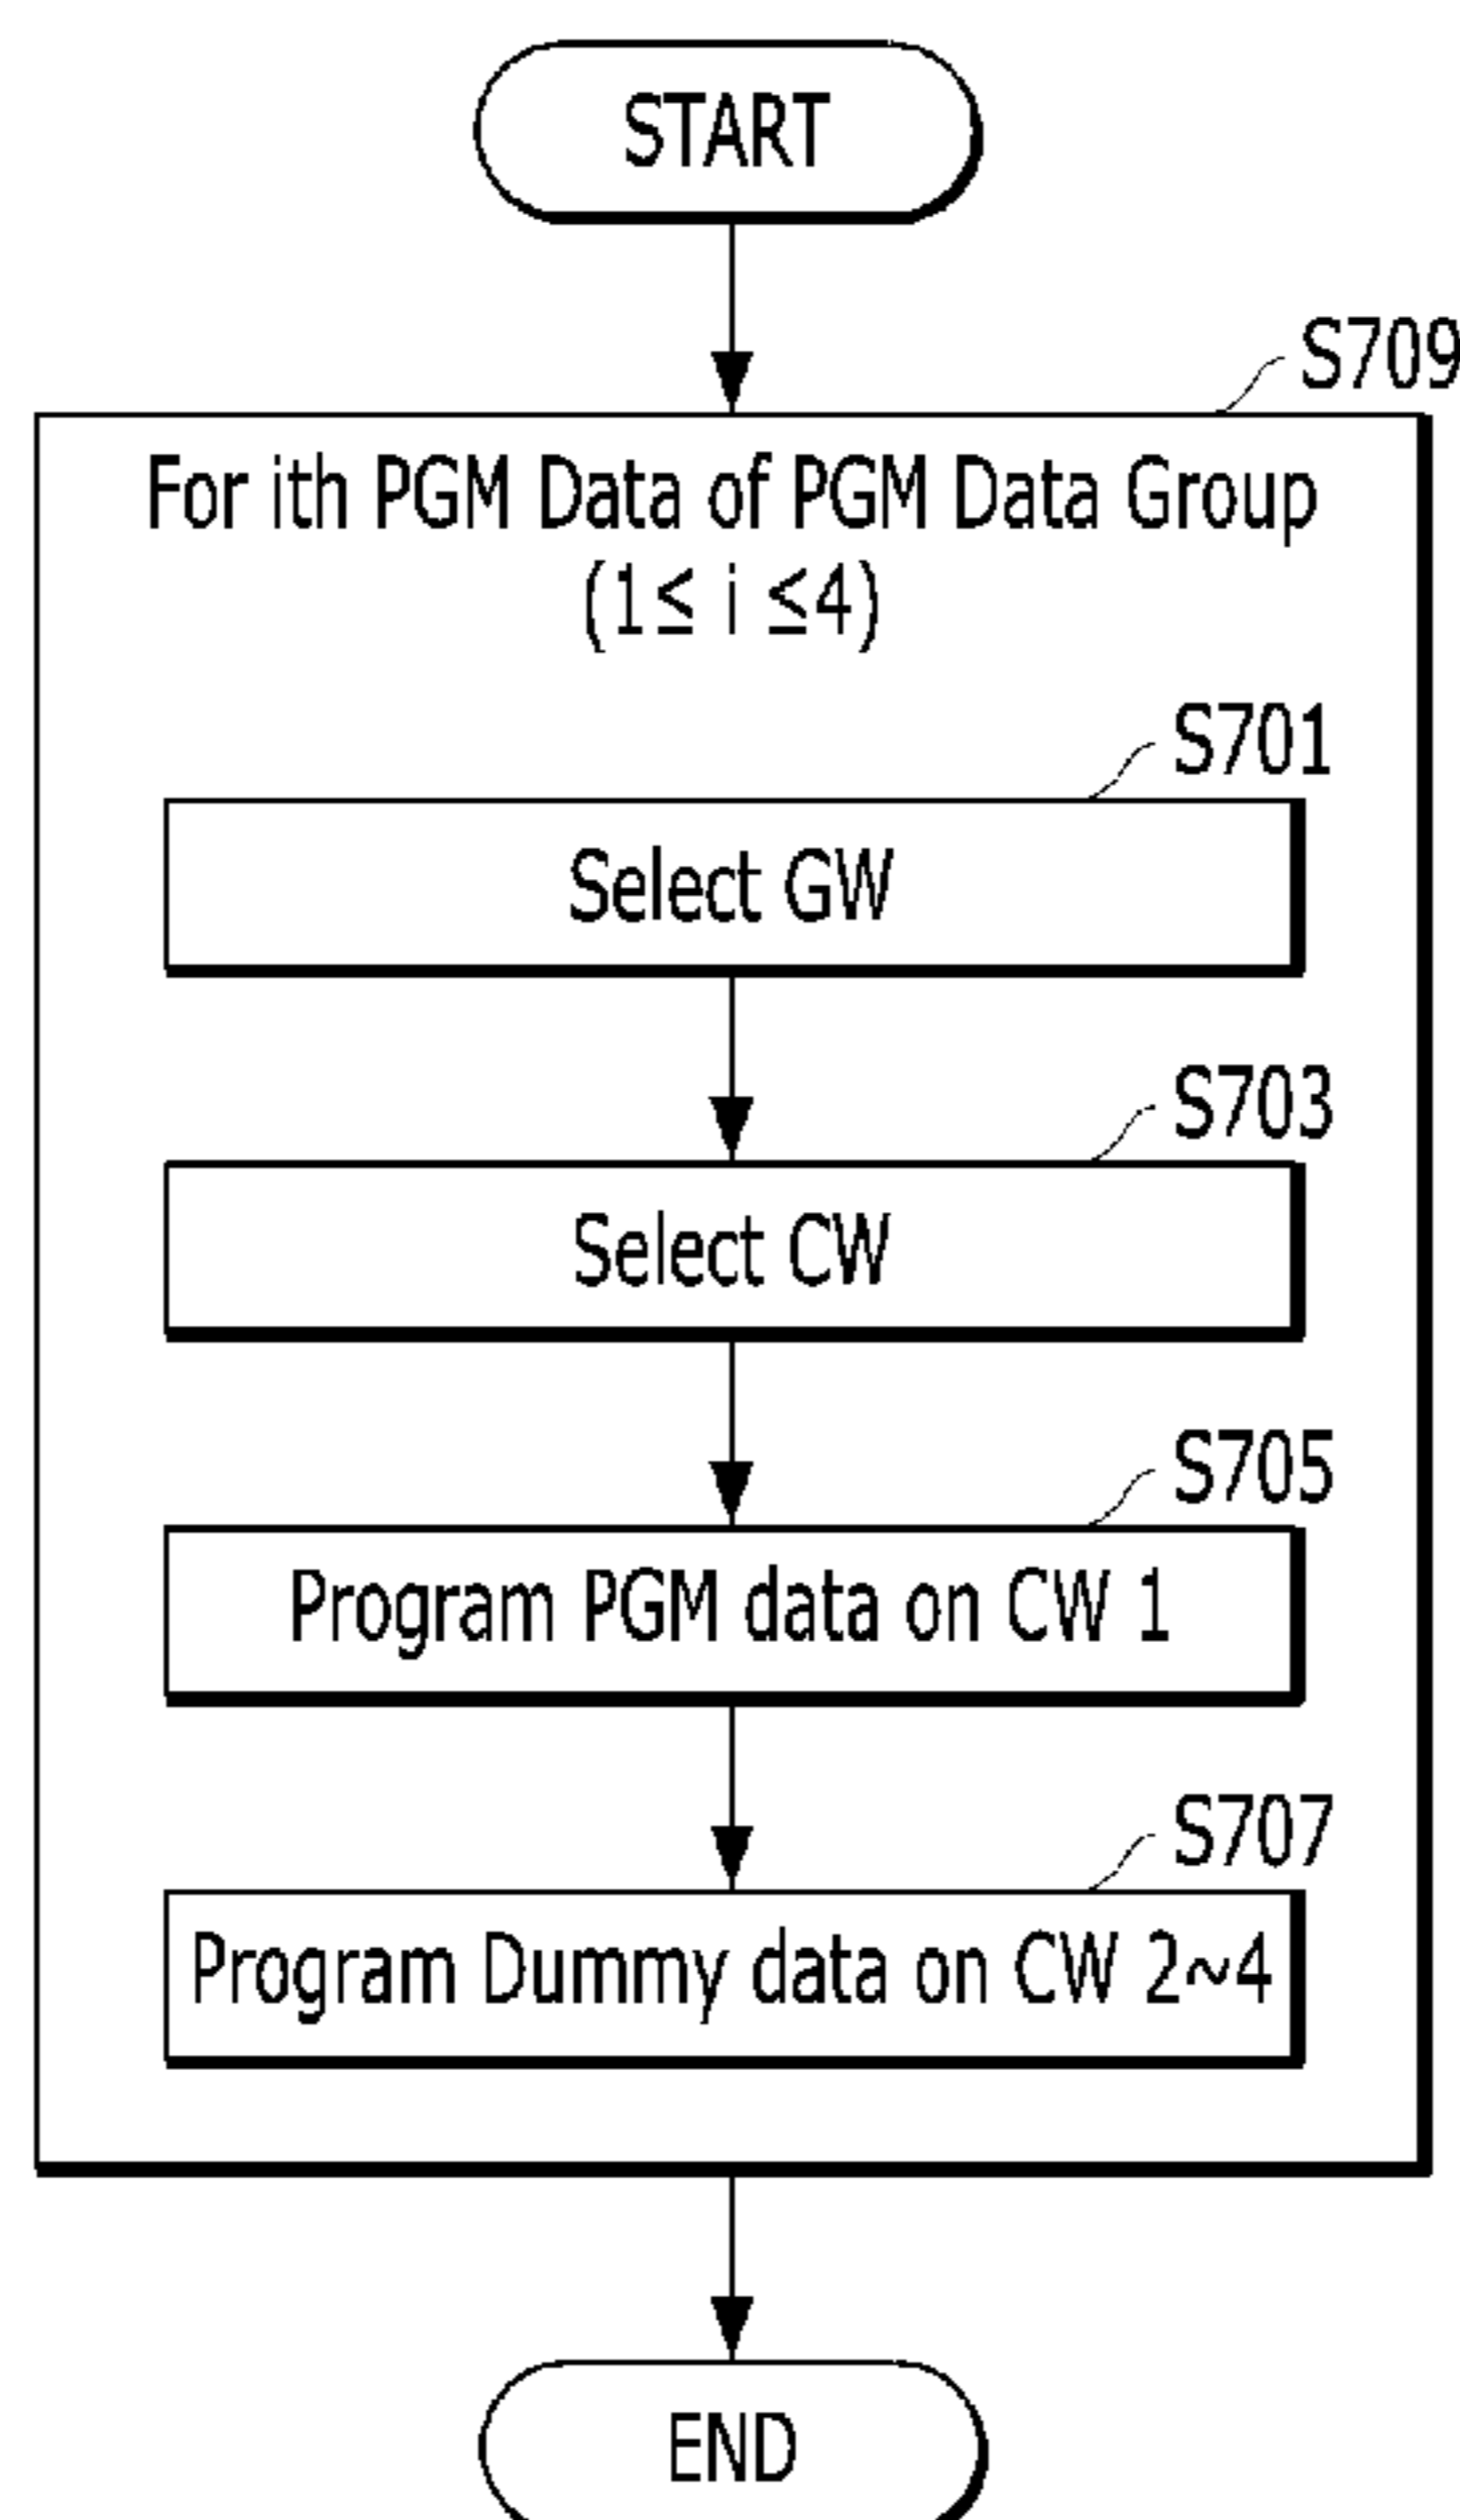 START
S709
For ith PGM Data of PGM Data Group
(1≤ i ≤4)
S701
Select GW
S703
Select CW
S705
Program PGM data on CW 1
S707
Program Dummy data on CW 2~4
END